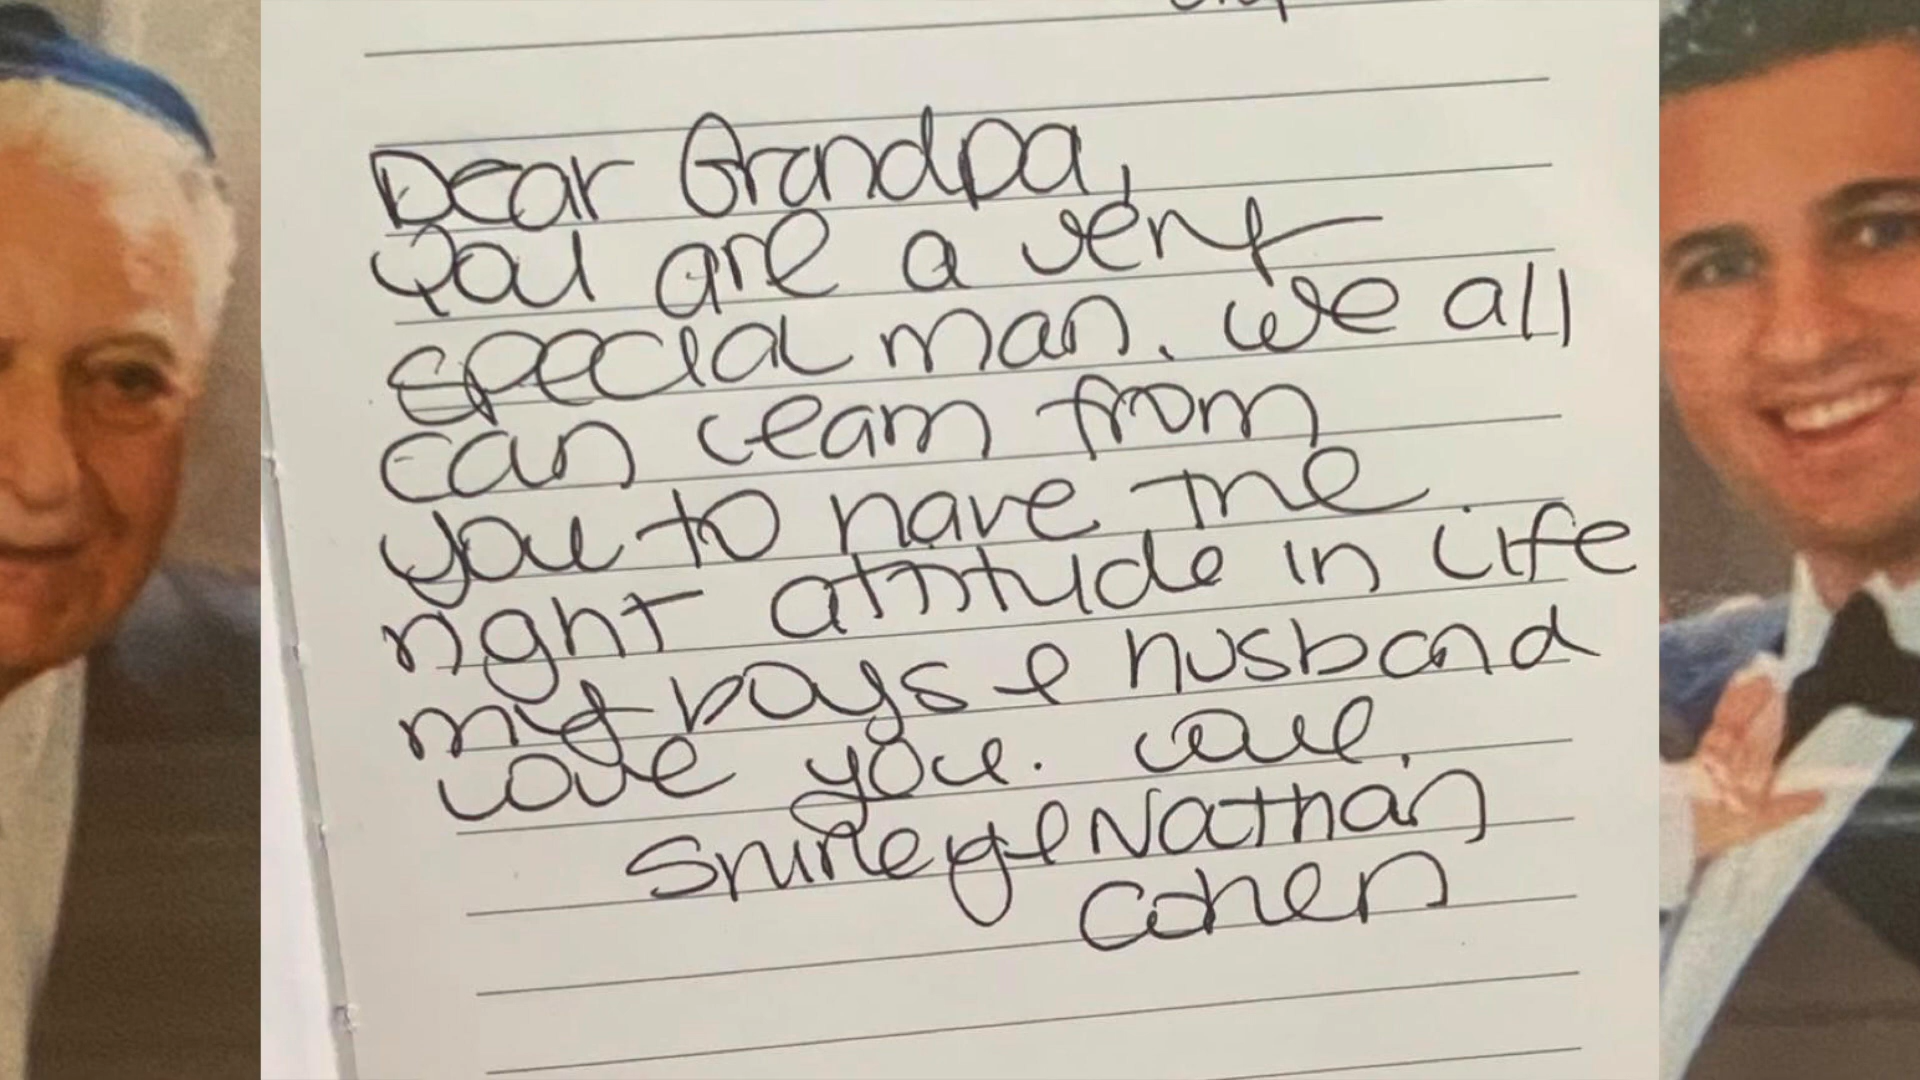 Dear Grandpa,
You are a very
special man. We all
can learn from
you to have the
right attitude in life
my boys & husband
love you. Love.
Shirley & Nathan
Cohen